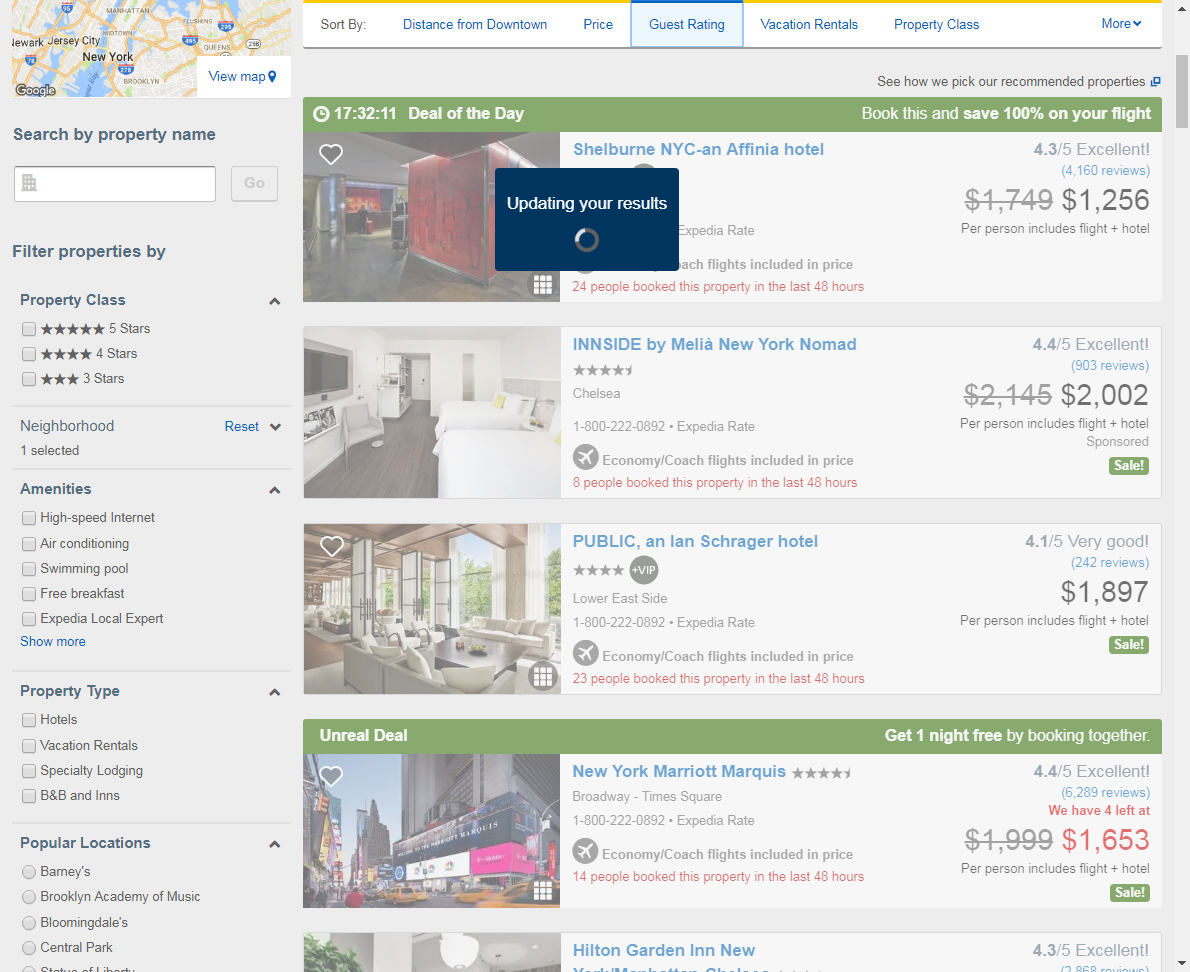 MANHATTAN
FLUSHING
Newark
Jersey City
MIDTOWN
QUEENS
New York
BROOKLYN
95
295
495
25B
78
278
Google
View map
Sort By:
Distance from Downtown
Price
Guest Rating
Vacation Rentals
Property Class
More
See how we pick our recommended properties
Search by property name
Go
Filter properties by
Property Class
5 Stars
4 Stars
3 Stars
Neighborhood
Reset
1 selected
Amenities
High-speed Internet
Air conditioning
Swimming pool
Free breakfast
Expedia Local Expert
Show more
Property Type
Hotels
Vacation Rentals
Specialty Lodging
B&B and Inns
Popular Locations
Barney's
Brooklyn Academy of Music
Bloomingdale's
Central Park
Statue of Liberty
17:32:11 Deal of the Day
Book this and save 100% on your flight
Shelburne NYC-an Affinia hotel
Updating your results
Expedia Rate
Coach flights included in price
24 people booked this property in the last 48 hours
4.3/5 Excellent!
(4,160 reviews)
$1,749 $1,256
Per person includes flight + hotel
INNSIDE by Meliá New York Nomad
Chelsea
1-800-222-0892 • Expedia Rate
Economy/Coach flights included in price
8 people booked this property in the last 48 hours
4.4/5 Excellent!
(903 reviews)
$2,145 $2,002
Per person includes flight + hotel
Sponsored
Sale!
PUBLIC, an Ian Schrager hotel
+VIP
Lower East Side
1-800-222-0892 • Expedia Rate
Economy/Coach flights included in price
23 people booked this property in the last 48 hours
4.1/5 Very good!
(242 reviews)
$1,897
Per person includes flight + hotel
Sale!
Unreal Deal
Get 1 night free by booking together.
WELCOME TO THE MARRIOTT MARQUIS
New York Marriott Marquis
Broadway - Times Square
1-800-222-0892 • Expedia Rate
Economy/Coach flights included in price
14 people booked this property in the last 48 hours
4.4/5 Excellent!
(6,289 reviews)
We have 4 left at
$1,999 $1,653
Per person includes flight + hotel
Sale!
Hilton Garden Inn New
York/Manhattan-Chelsea
4.3/5 Excellent!
(2,868 reviews)